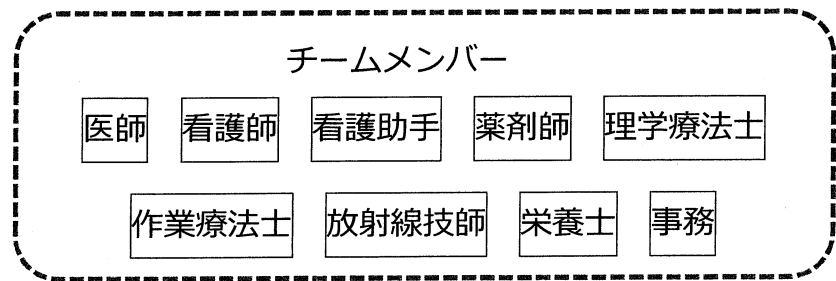 チームメンバー
医師 看護師 看護助手 薬剤師 理学療法士
作業療法士 放射線技師 栄養士 事務